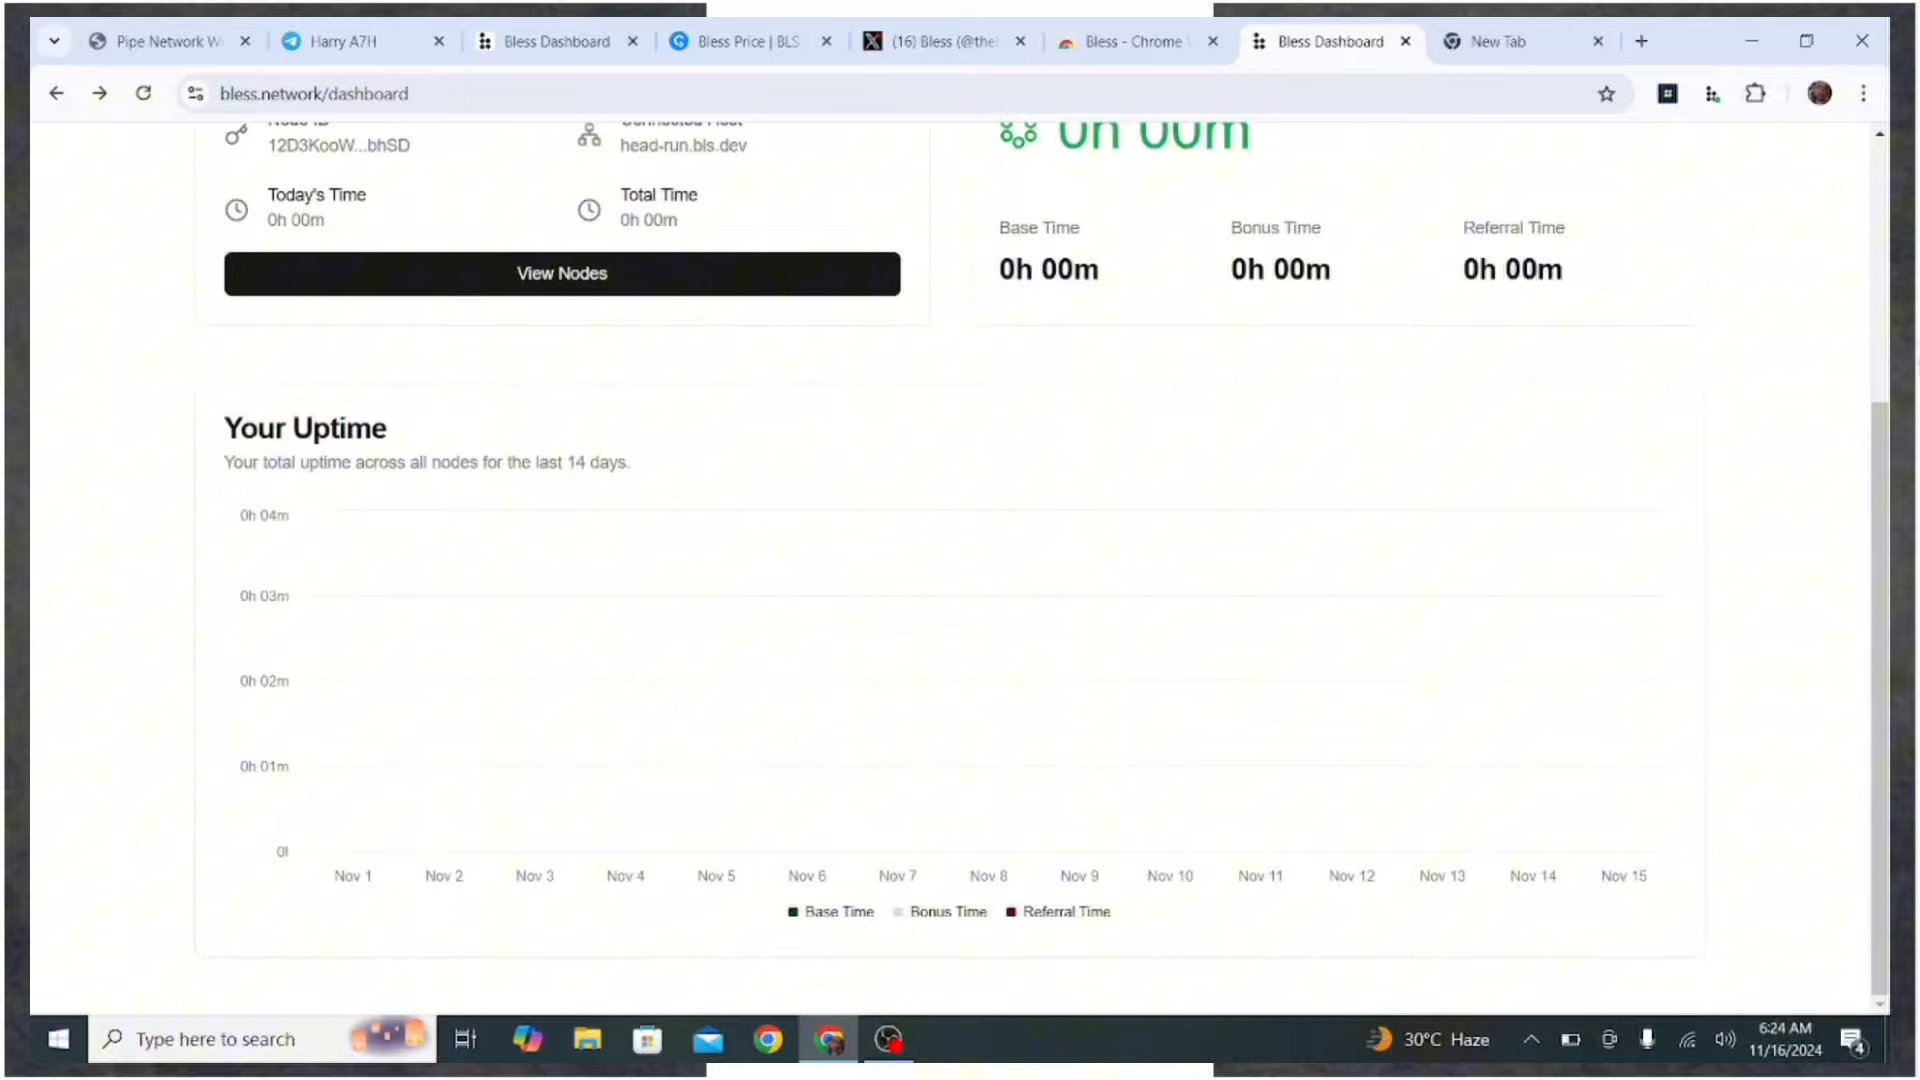 Pipe Network W
Harry A7H
Bless Dashboard
Bless Price | BLS
(16) Bless (@the
Bless - Chrome
Bless Dashboard
New Tab
bless.network/dashboard
0h 00m
12D3KooW...bhSD
head-run.bls.dev
Today's Time
0h 00m
Total Time
0h 00m
View Nodes
Base Time
Bonus Time
Referral Time
0h 00m
0h 00m
0h 00m
Your Uptime
Your total uptime across all nodes for the last 14 days.
0h 04m
0h 03m
0h 02m
0h 01m
Nov 1 Nov 2 Nov 3 Nov 4 Nov 5 Nov 6 Nov 7 Nov 8 Nov 9 Nov 10 Nov 11 Nov 12 Nov 13 Nov 14 Nov 15
Base Time Bonus Time Referral Time
Type here to search
30°C Haze
6:24 AM
11/16/2024
4